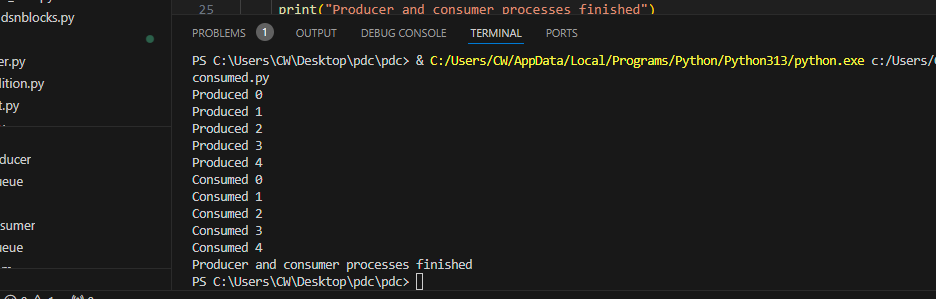 dsnblocks.py
25 print("Producer and consumer processes finished")
PROBLEMS 1 OUTPUT DEBUG CONSOLE TERMINAL PORTS
er.py
dition.py
t.py
ducer
ueue
sumer
ueue
PS C:\Users\CW\Desktop\pdc\pdc> & C:/Users/CW/AppData/Local/Programs/Python/Python313/python.exe c:/Users/
consumed.py
Produced 0
Produced 1
Produced 2
Produced 3
Produced 4
Consumed 0
Consumed 1
Consumed 2
Consumed 3
Consumed 4
Producer and consumer processes finished
PS C:\Users\CW\Desktop\pdc\pdc>